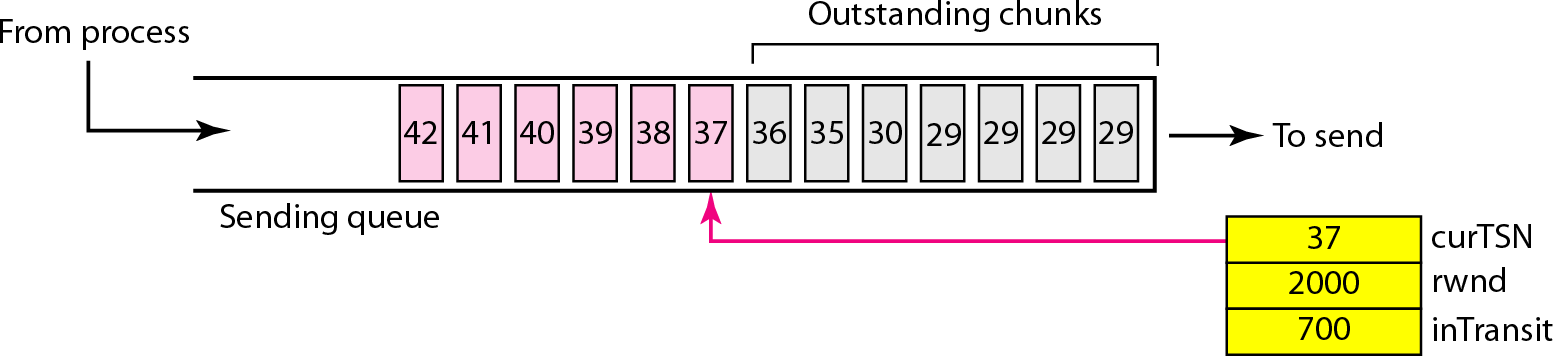 Outstanding chunks
From process
42 41 40 39 38 37 36 35 30 29 29 29 29
To send
Sending queue
37 curTSN
2000 rwnd
700 inTransit